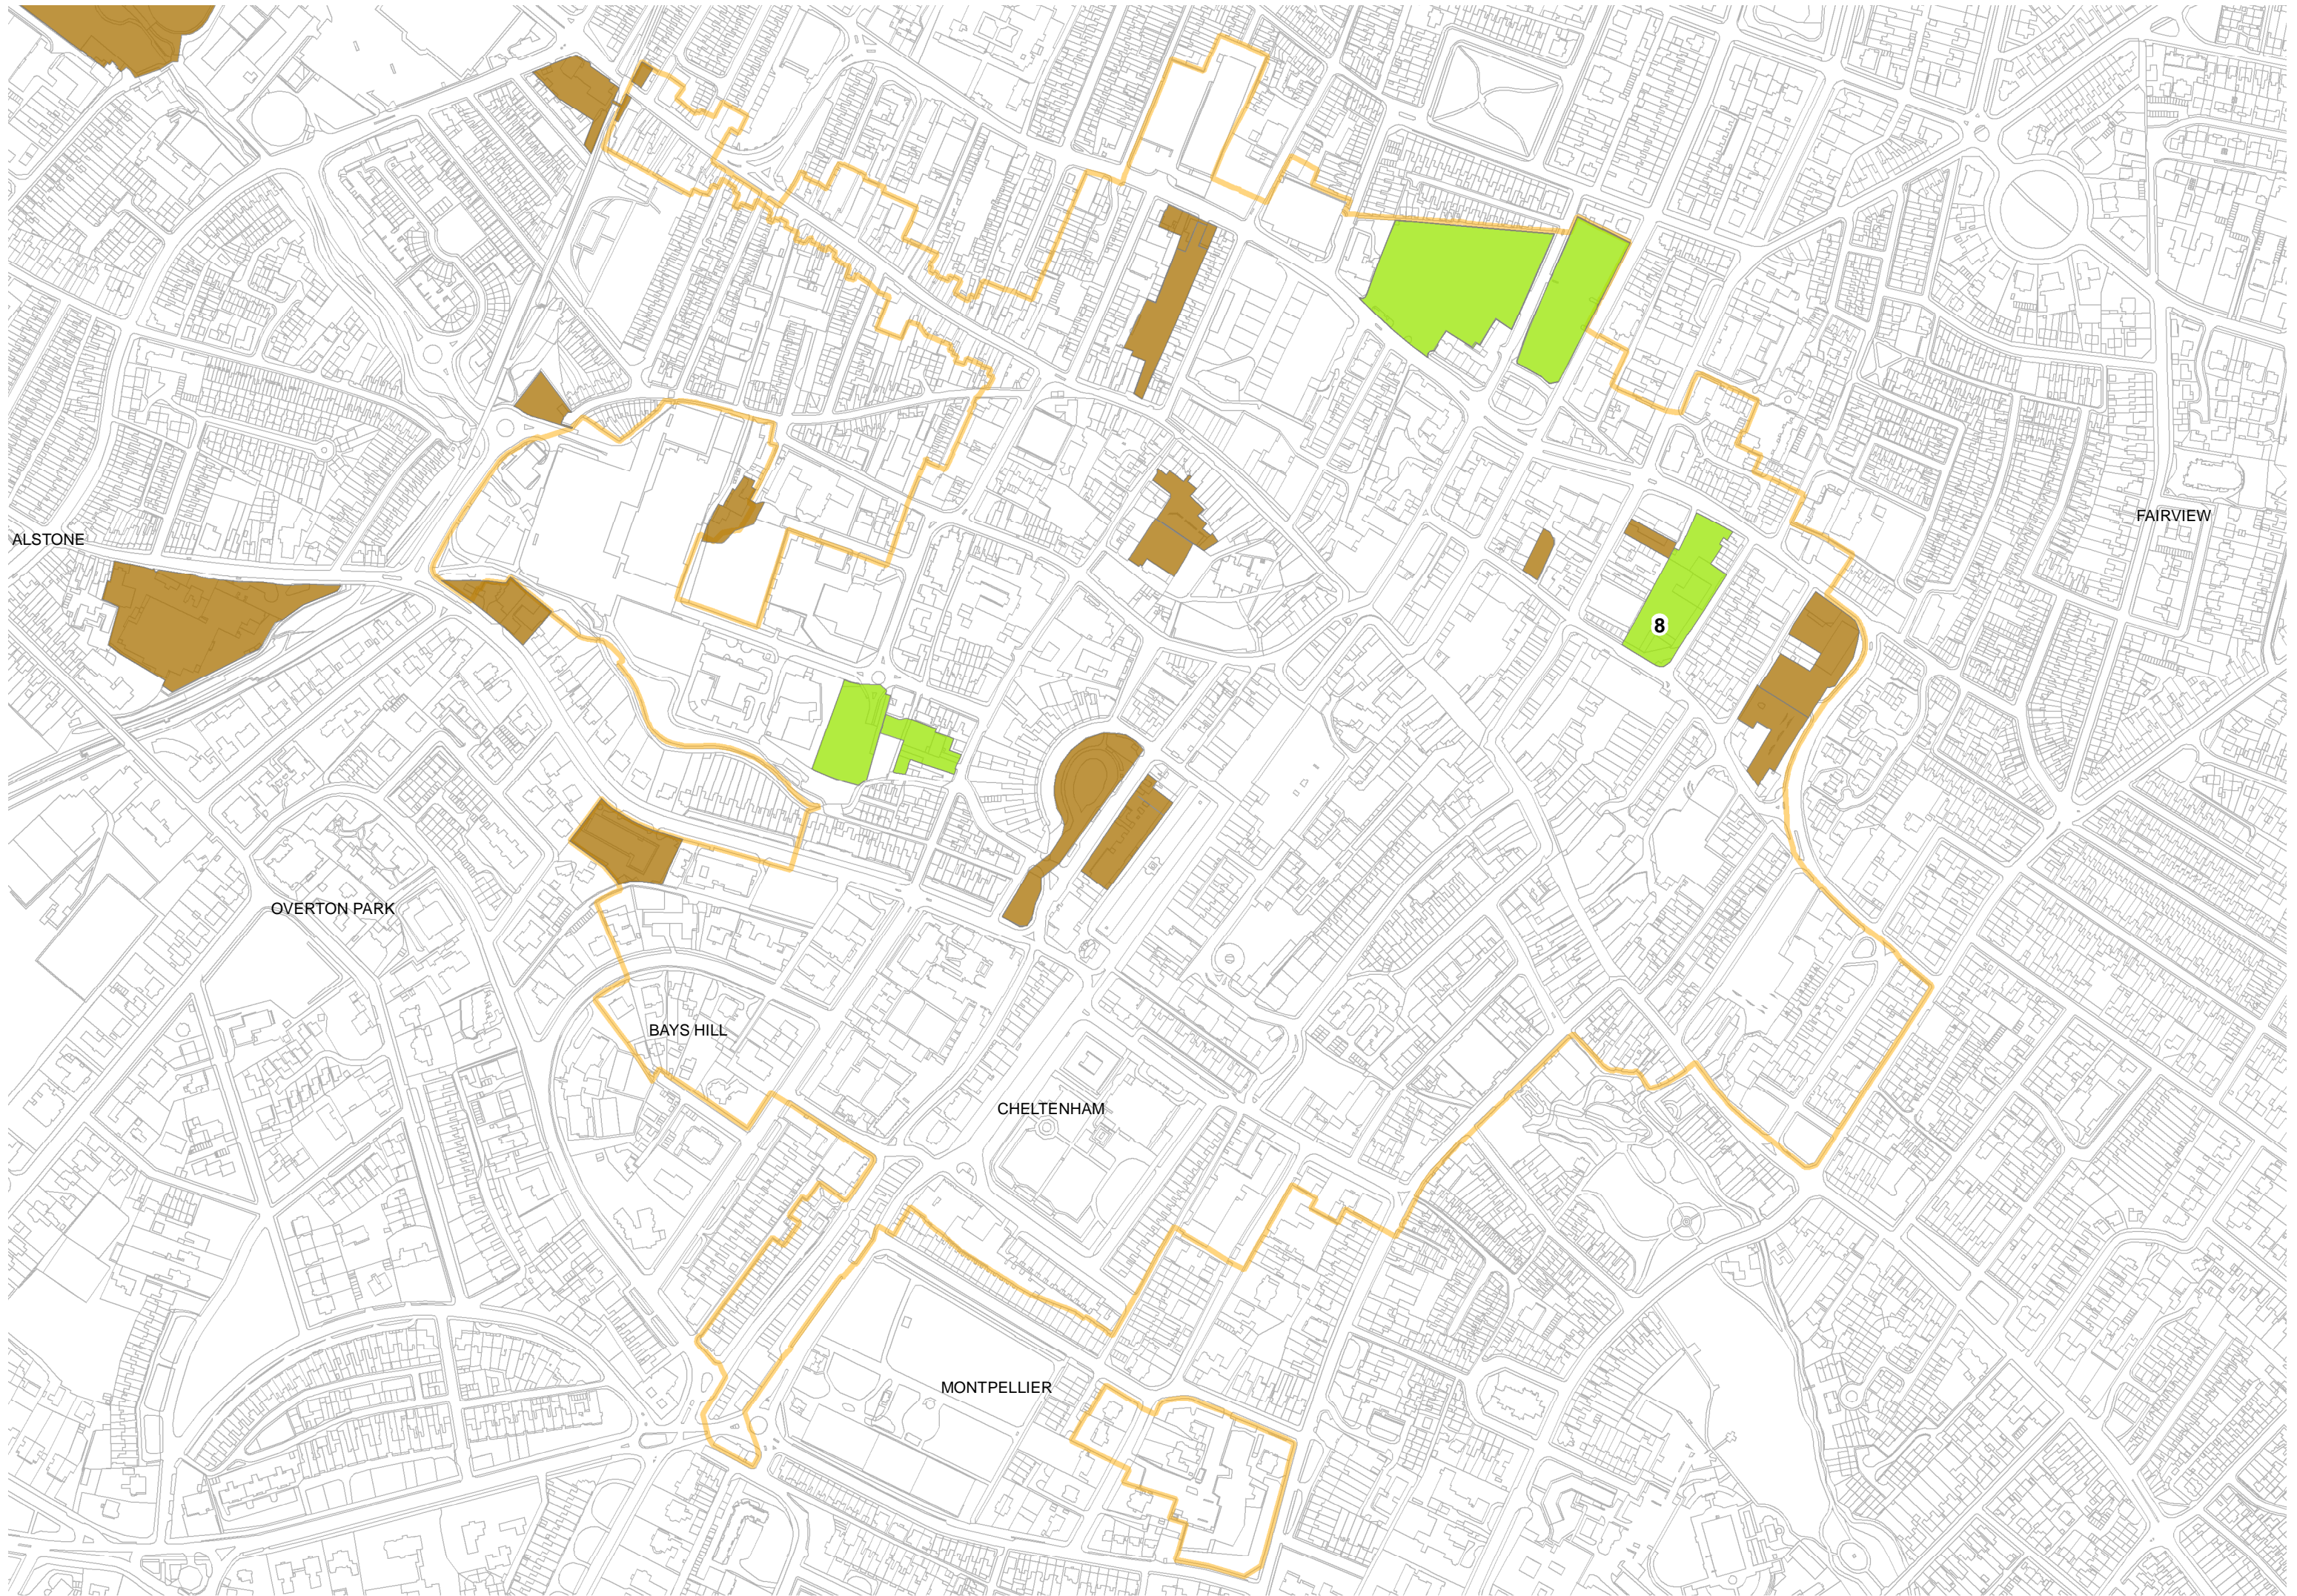 FAIRVIEW
ALSTONE
8
OVERTON PARK
BAYS HILL
CHELTENHAM
MONTPELLIER